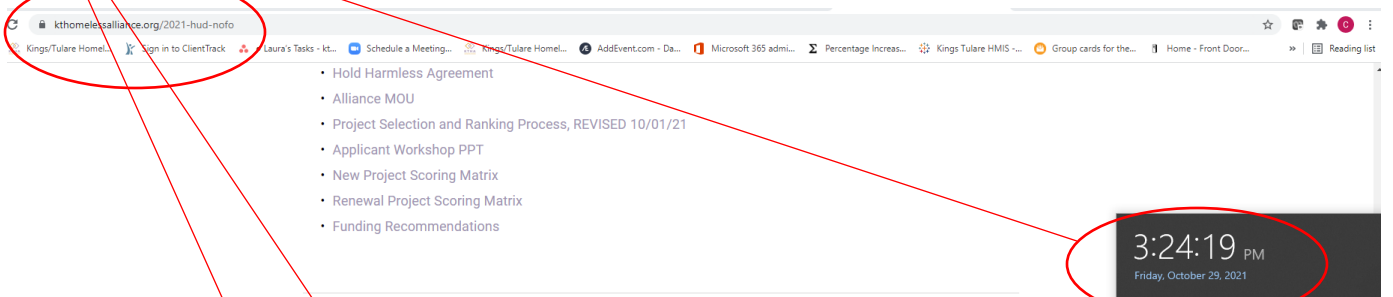 kthomelessalliance.org/2021-hud-nofo
Kings/Tulare Homel... Sign in to ClientTrack Laura's Tasks - kt... Schedule a Meeting... Kings/Tulare Homel... AddEvent.com - Da... Microsoft 365 admi... Percentage Increas... Kings Tulare HMIS -... Group cards for the... Home - Front Door... » Reading list
• Hold Harmless Agreement
• Alliance MOU
• Project Selection and Ranking Process, REVISED 10/01/21
• Applicant Workshop PPT
• New Project Scoring Matrix
• Renewal Project Scoring Matrix
• Funding Recommendations
3:24:19 PM
Friday, October 29, 2021